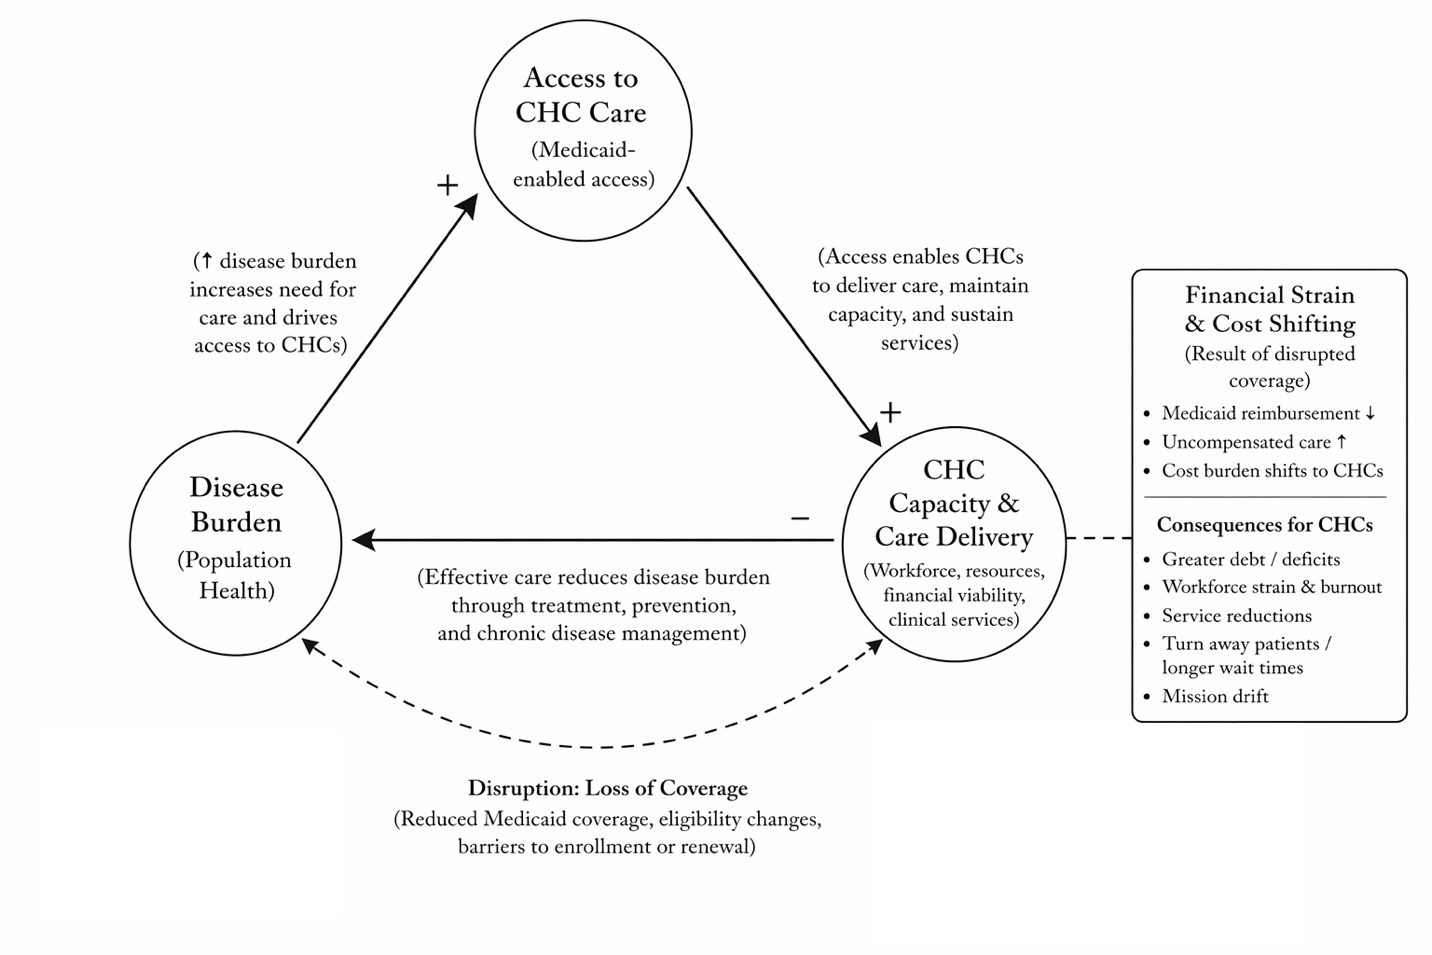 Access to
CHC Care
(Medicaid-
enabled access)
+
(↑ disease burden
increases need for
care and drives
access to CHCs)
(Access enables CHCs
to deliver care, maintain
capacity, and sustain
services)
+
Disease
Burden
(Population
Health)
−
(Effective care reduces disease burden
through treatment, prevention,
and chronic disease management)
CHC
Capacity &
Care Delivery
(Workforce, resources,
financial viability,
clinical services)
Financial Strain
& Cost Shifting
(Result of disrupted
coverage)
• Medicaid reimbursement ↓
• Uncompensated care ↑
• Cost burden shifts to CHCs
Consequences for CHCs
• Greater debt / deficits
• Workforce strain & burnout
• Service reductions
• Turn away patients /
longer wait times
• Mission drift
Disruption: Loss of Coverage
(Reduced Medicaid coverage, eligibility changes,
barriers to enrollment or renewal)